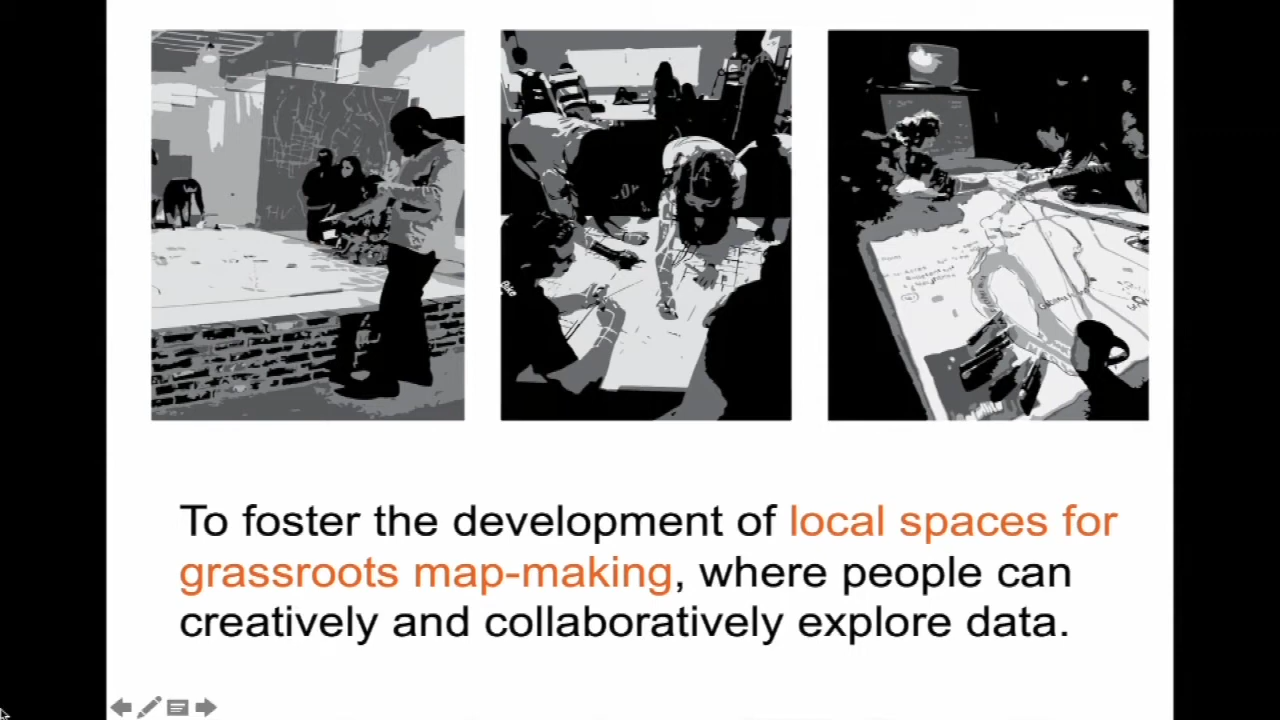 Bike
To foster the development of local spaces for
grassroots map-making, where people can
creatively and collaboratively explore data.